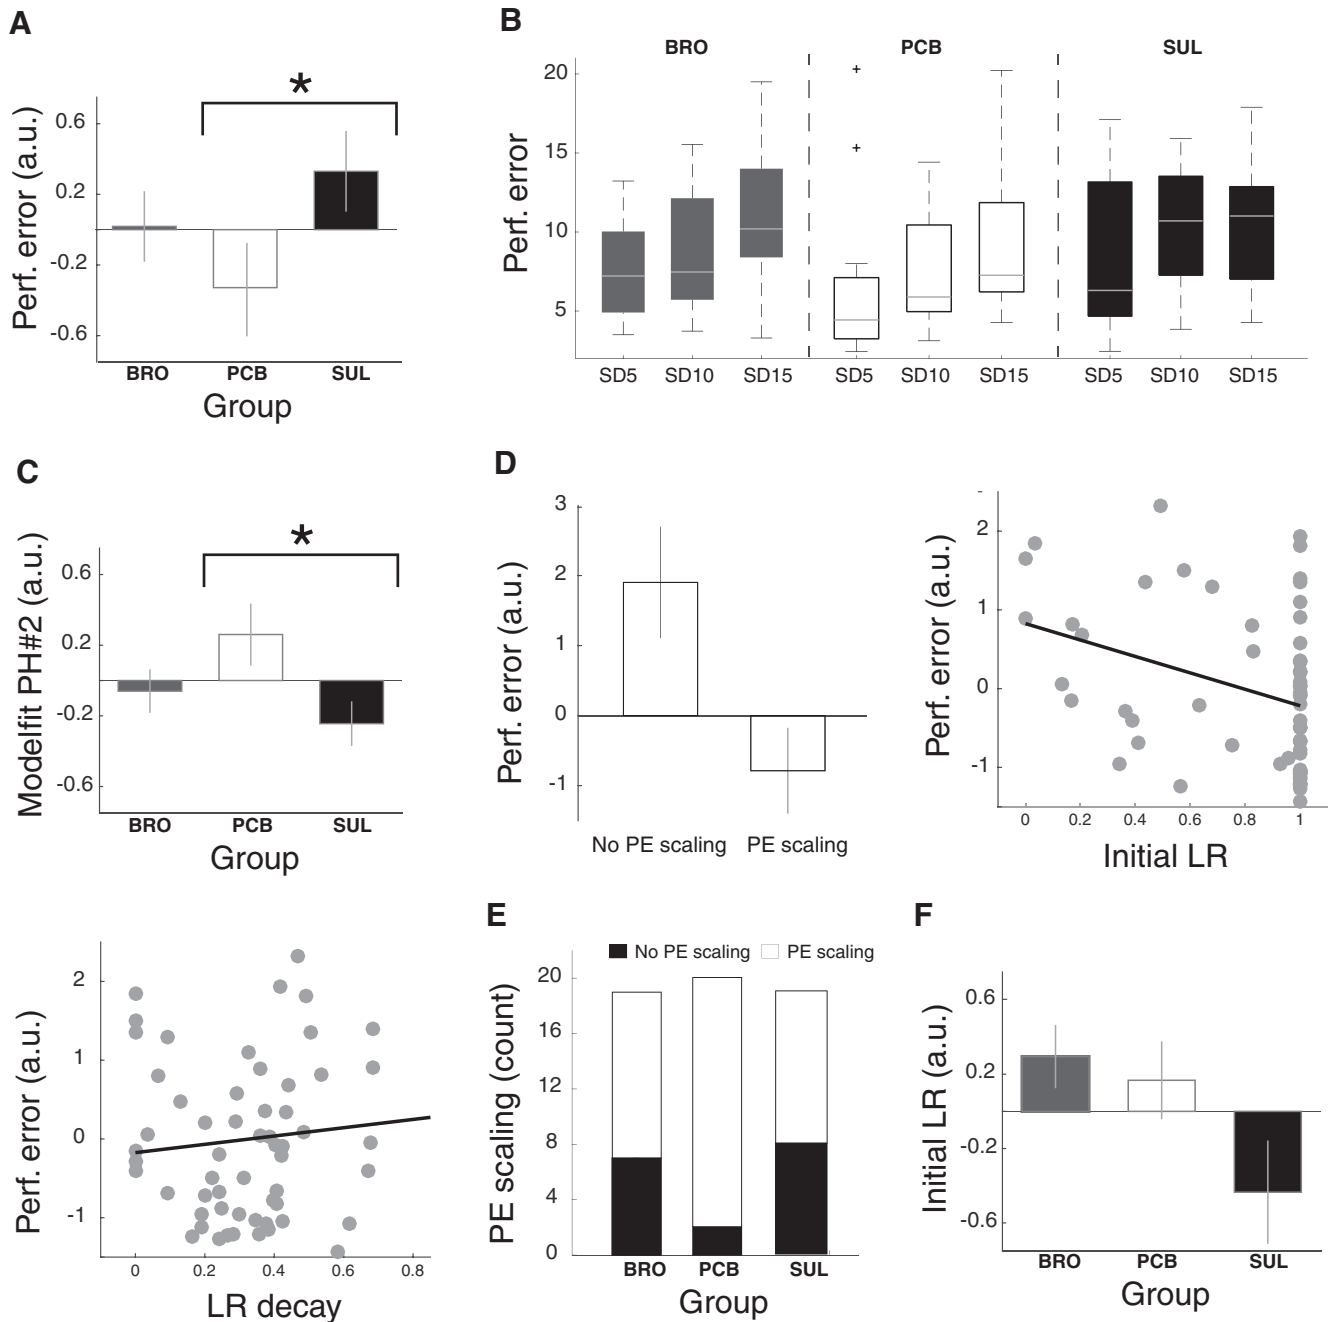 A
Perf. error (a.u.)
0.6
0.2
-0.2
-0.6
*
BRO PCB SUL
Group
B
BRO PCB SUL
Perf. error
20
15
10
5
SD5 SD10 SD15 SD5 SD10 SD15 SD5 SD10 SD15
C
Modelfit PH#2 (a.u.)
0.6
0.2
-0.2
-0.6
*
BRO PCB SUL
Group
D
Perf. error (a.u.)
3
2
1
0
-1
No PE scaling PE scaling
Perf. error (a.u.)
2
1
0
-1
0 0.2 0.4 0.6 0.8 1
Initial LR
Perf. error (a.u.)
2
1
0
-1
0 0.2 0.4 0.6 0.8
LR decay
E
No PE scaling PE scaling
PE scaling (count)
20
16
12
8
4
0
BRO PCB SUL
Group
F
Initial LR (a.u.)
0.6
0.2
-0.2
-0.6
BRO PCB SUL
Group